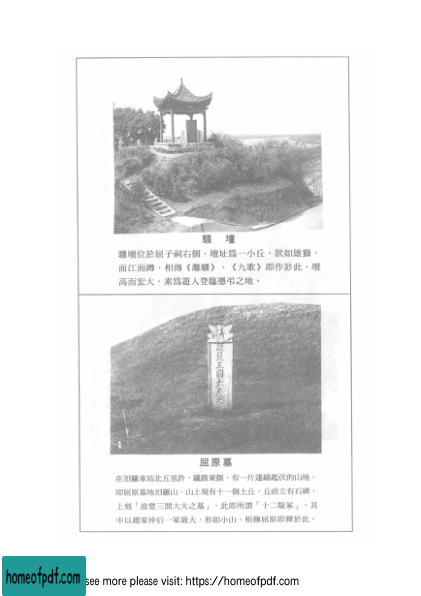 騷壇
騷壇位於屈子祠右側，壇址爲一小丘，狀如雄獅，
面江而蹲，相傳《離騷》、《九歌》即作於此。壇
高而宏大，素爲遊人登臨憑弔之地。
故楚三閭大夫之墓
屈原墓
在汨羅車站北五里許，鐵路東側，有一片連綿起伏的山地，
即屈原墓地汨羅山。山上現有十一個土丘，丘前立有石碑，
上刻「故楚三閭大夫之墓」，此即所謂「十二疑冢」。其
中以趙家沖后一冢最大，形如小山，相傳屈原即葬於此。
homeofpdf.com
see more please visit: https://homeofpdf.com